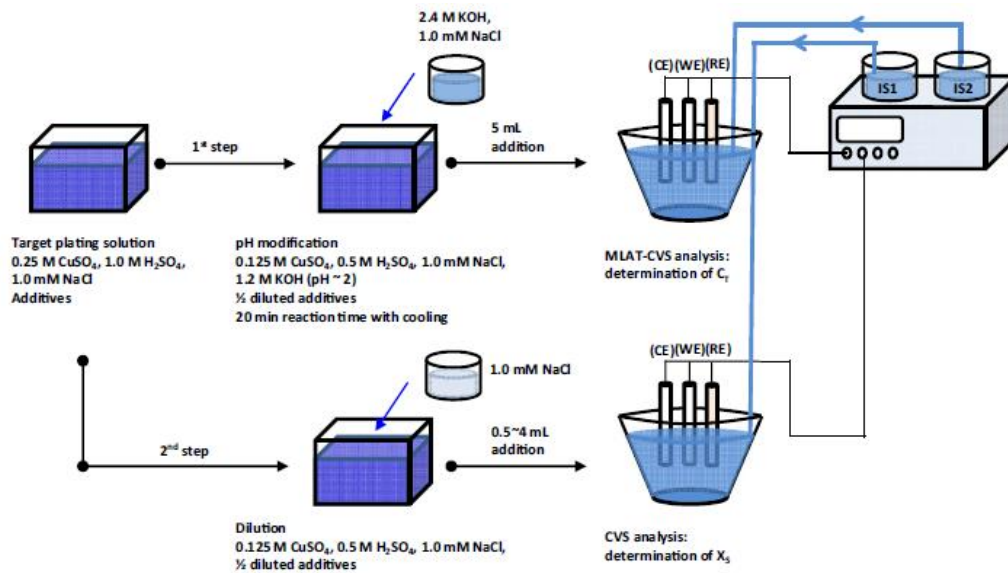 2.4 M KOH,
1.0 mM NaCl
(CE)(WE)(RE)
IS1
IS2
1st step
5 mL
addition
Target plating solution
0.25 M CuSO4, 1.0 M H2SO4,
1.0 mM NaCl
Additives
pH modification
0.125 M CuSO4, 0.5 M H2SO4, 1.0 mM NaCl,
1.2 M KOH (pH ~ 2)
½ diluted additives
20 min reaction time with cooling
MLAT-CVS analysis:
determination of CT
(CE)(WE)(RE)
1.0 mM NaCl
2nd step
0.5~4 mL
addition
Dilution
0.125 M CuSO4, 0.5 M H2SO4, 1.0 mM NaCl,
½ diluted additives
CVS analysis:
determination of XS